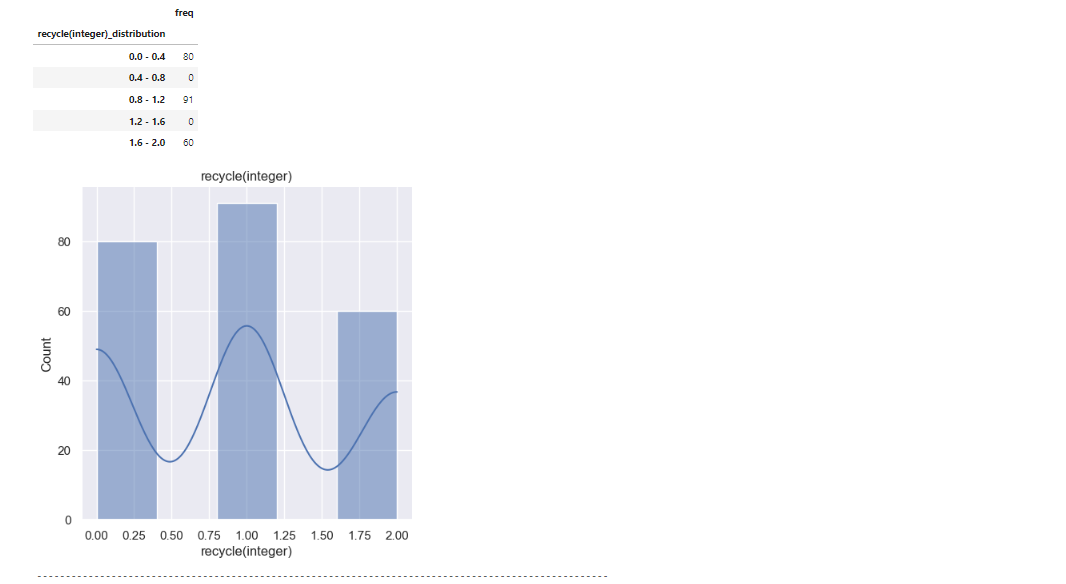 freq
recycle(integer)_distribution
0.0 - 0.4 80
0.4 - 0.8 0
0.8 - 1.2 91
1.2 - 1.6 0
1.6 - 2.0 60
recycle(integer)
80
60
40
20
0
Count
0.00 0.25 0.50 0.75 1.00 1.25 1.50 1.75 2.00
recycle(integer)